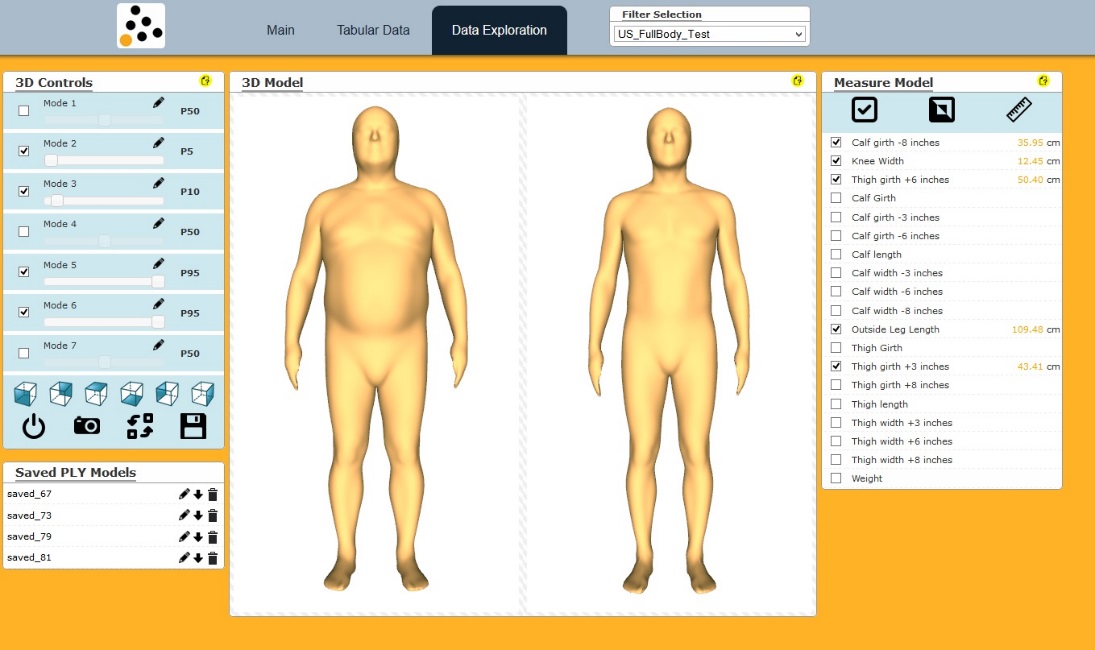 Main
Tabular Data
Data Exploration
Filter Selection
US_FullBody_Test
3D Controls
Mode 1
P50
Mode 2
P5
Mode 3
P10
Mode 4
P50
Mode 5
P95
Mode 6
P95
Mode 7
P50
Saved PLY Models
saved_67
saved_73
saved_79
saved_81
3D Model
Measure Model
Calf girth -8 inches 35.95 cm
Knee Width 12.45 cm
Thigh girth +6 inches 50.40 cm
Calf Girth
Calf girth -3 inches
Calf girth -6 inches
Calf length
Calf width -3 inches
Calf width -6 inches
Calf width -8 inches
Outside Leg Length 109.48 cm
Thigh Girth
Thigh girth +3 inches 43.41 cm
Thigh girth +8 inches
Thigh length
Thigh width +3 inches
Thigh width +6 inches
Thigh width +8 inches
Weight